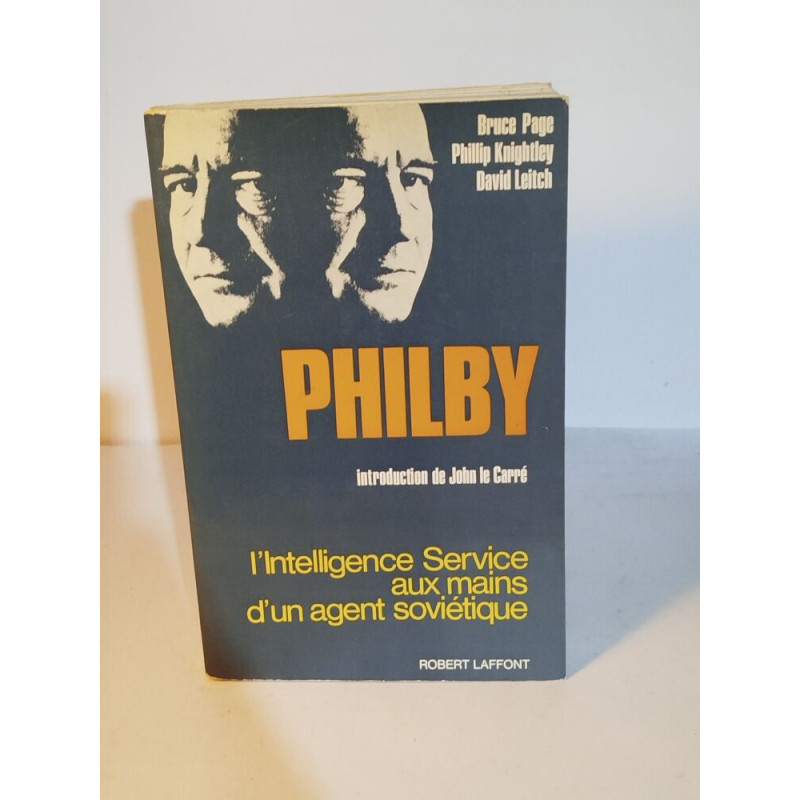 Bruce Page
Phillip Knightley
David Leitch
PHILBY
introduction de John le Carré
l'Intelligence Service
aux mains
d'un agent soviétique
ROBERT LAFFONT